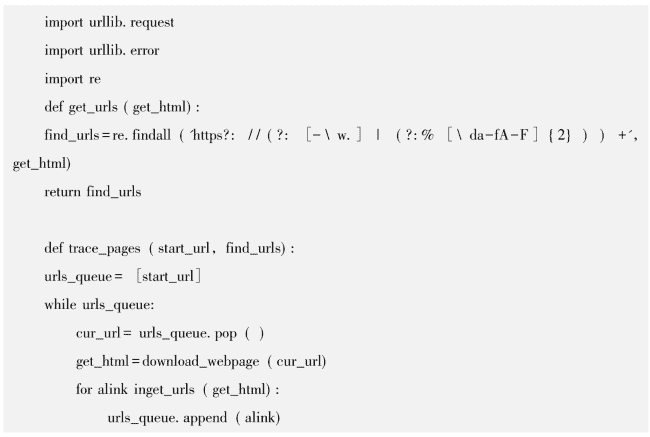 import urllib. request
import urllib. error
import re
def get_urls ( get_html) :
find_urls=re. findall ( ´https?: //( ?: [-\ w. ] | ( ?:% [\ da-fA-F ] { 2} ) ) +´,
get_html)
return find_urls
def trace_pages ( start_url, find_urls) :
urls_queue= [start_url]
while urls_queue:
cur_url= urls_queue. pop ( )
get_html=download_webpage ( cur_url)
for alink inget_urls ( get_html) :
urls_queue. append ( alink)